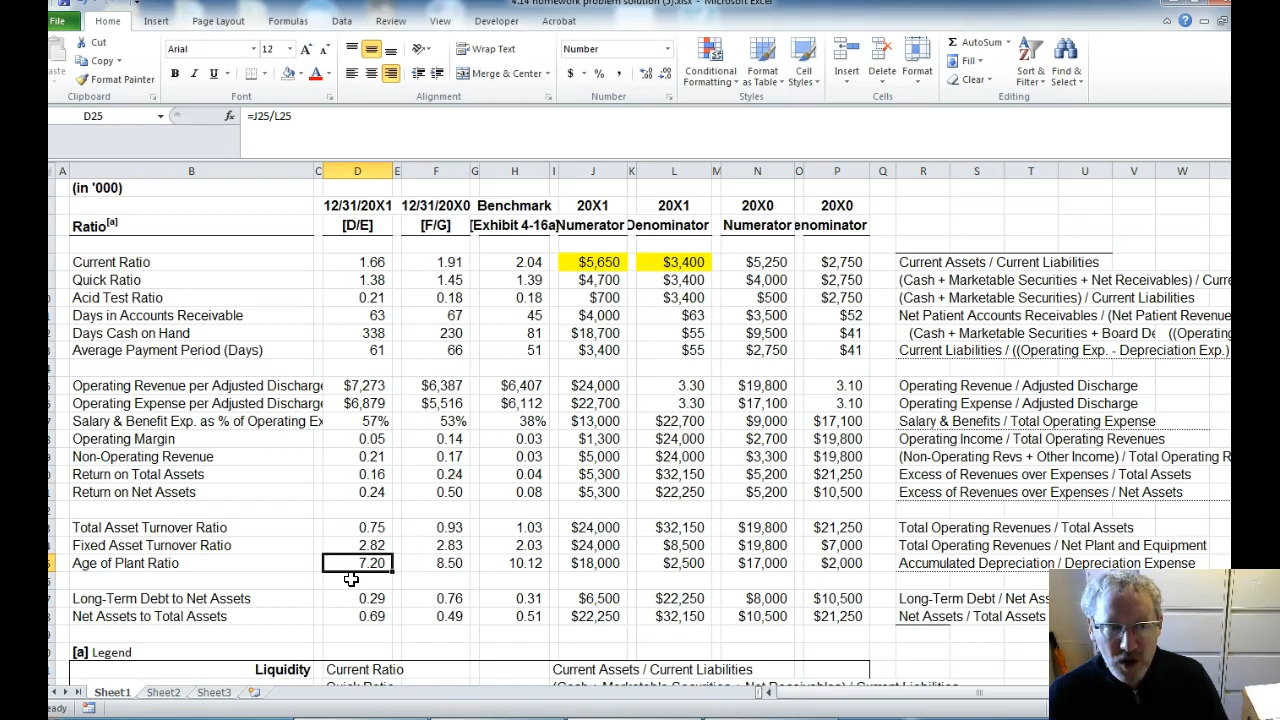 4.14 homework problem solution (5).xlsx - Microsoft Excel
File Home Insert Page Layout Formulas Data Review View Developer Acrobat
Cut
Copy
Format Painter
Arial 12
Wrap Text
Merge & Center
Number
Conditional Formatting
Format as Table
Cell Styles
Insert Delete Format
AutoSum
Fill
Clear
Sort & Filter
Find & Select
Clipboard Font Alignment Number Styles Cells Editing
D25 fx =J25/L25
A B C D E F G H I J K L M N O P Q R S T U V W
(in '000)
12/31/20X1 12/31/20X0 Benchmark 20X1 20X1 20X0 20X0
Ratio[a] [D/E] [F/G] [Exhibit 4-16a] Numerator Denominator Numerator enominator
Current Ratio 1.66 1.91 2.04 $5,650 $3,400 $5,250 $2,750 Current Assets / Current Liabilities
Quick Ratio 1.38 1.45 1.39 $4,700 $3,400 $4,000 $2,750 (Cash + Marketable Securities + Net Receivables) / Curre
Acid Test Ratio 0.21 0.18 0.18 $700 $3,400 $500 $2,750 (Cash + Marketable Securities) / Current Liabilities
Days in Accounts Receivable 63 67 45 $4,000 $63 $3,500 $52 Net Patient Accounts Receivables / (Net Patient Revenue
Days Cash on Hand 338 230 81 $18,700 $55 $9,500 $41 (Cash + Marketable Securities + Board De ((Operating
Average Payment Period (Days) 61 66 51 $3,400 $55 $2,750 $41 Current Liabilities / ((Operating Exp. - Depreciation Exp.)
Operating Revenue per Adjusted Discharge $7,273 $6,387 $6,407 $24,000 3.30 $19,800 3.10 Operating Revenue / Adjusted Discharge
Operating Expense per Adjusted Discharge $6,879 $5,516 $6,112 $22,700 3.30 $17,100 3.10 Operating Expense / Adjusted Discharge
Salary & Benefit Exp. as % of Operating Ex 57% 53% 38% $13,000 $22,700 $9,000 $17,100 Salary & Benefits / Total Operating Expense
Operating Margin 0.05 0.14 0.03 $1,300 $24,000 $2,700 $19,800 Operating Income / Total Operating Revenues
Non-Operating Revenue 0.21 0.17 0.03 $5,000 $24,000 $3,300 $19,800 (Non-Operating Revs + Other Income) / Total Operating R
Return on Total Assets 0.16 0.24 0.04 $5,300 $32,150 $5,200 $21,250 Excess of Revenues over Expenses / Total Assets
Return on Net Assets 0.24 0.50 0.08 $5,300 $22,250 $5,200 $10,500 Excess of Revenues over Expenses / Net Assets
Total Asset Turnover Ratio 0.75 0.93 1.03 $24,000 $32,150 $19,800 $21,250 Total Operating Revenues / Total Assets
Fixed Asset Turnover Ratio 2.82 2.83 2.03 $24,000 $8,500 $19,800 $7,000 Total Operating Revenues / Net Plant and Equipment
Age of Plant Ratio 7.20 8.50 10.12 $18,000 $2,500 $17,000 $2,000 Accumulated Depreciation / Depreciation Expense
Long-Term Debt to Net Assets 0.29 0.76 0.31 $6,500 $22,250 $8,000 $10,500 Long-Term Debt / Net Ass
Net Assets to Total Assets 0.69 0.49 0.51 $22,250 $32,150 $10,500 $21,250 Net Assets / Total Assets
[a] Legend
Liquidity Current Ratio Current Assets / Current Liabilities
Quick Ratio (Cash + Marketable Securities + Net Receivables) / Current Liabilities
Sheet1 Sheet2 Sheet3